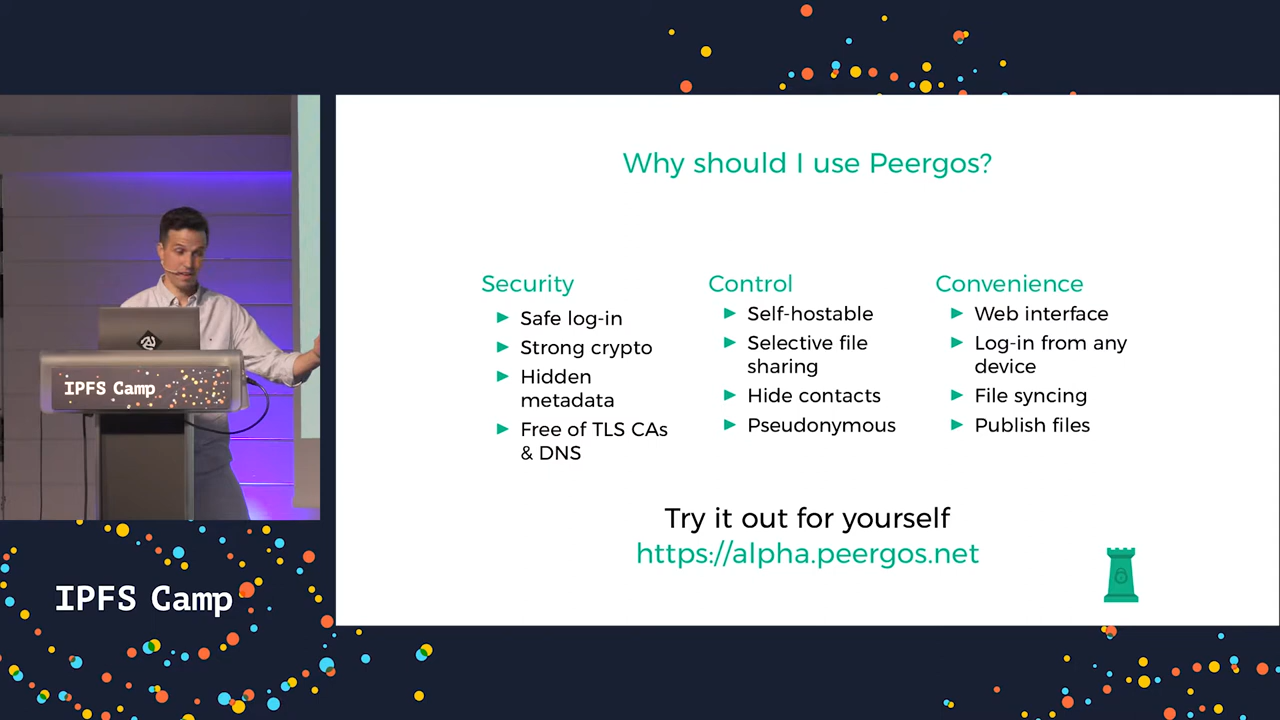 Why should I use Peergos?
Security
Safe log-in
Strong crypto
Hidden
metadata
Free of TLS CAs
& DNS
Control
Self-hostable
Selective file
sharing
Hide contacts
Pseudonymous
Convenience
Web interface
Log-in from any
device
File syncing
Publish files
Try it out for yourself
https://alpha.peergos.net
IPFS Camp
IPFS Camp